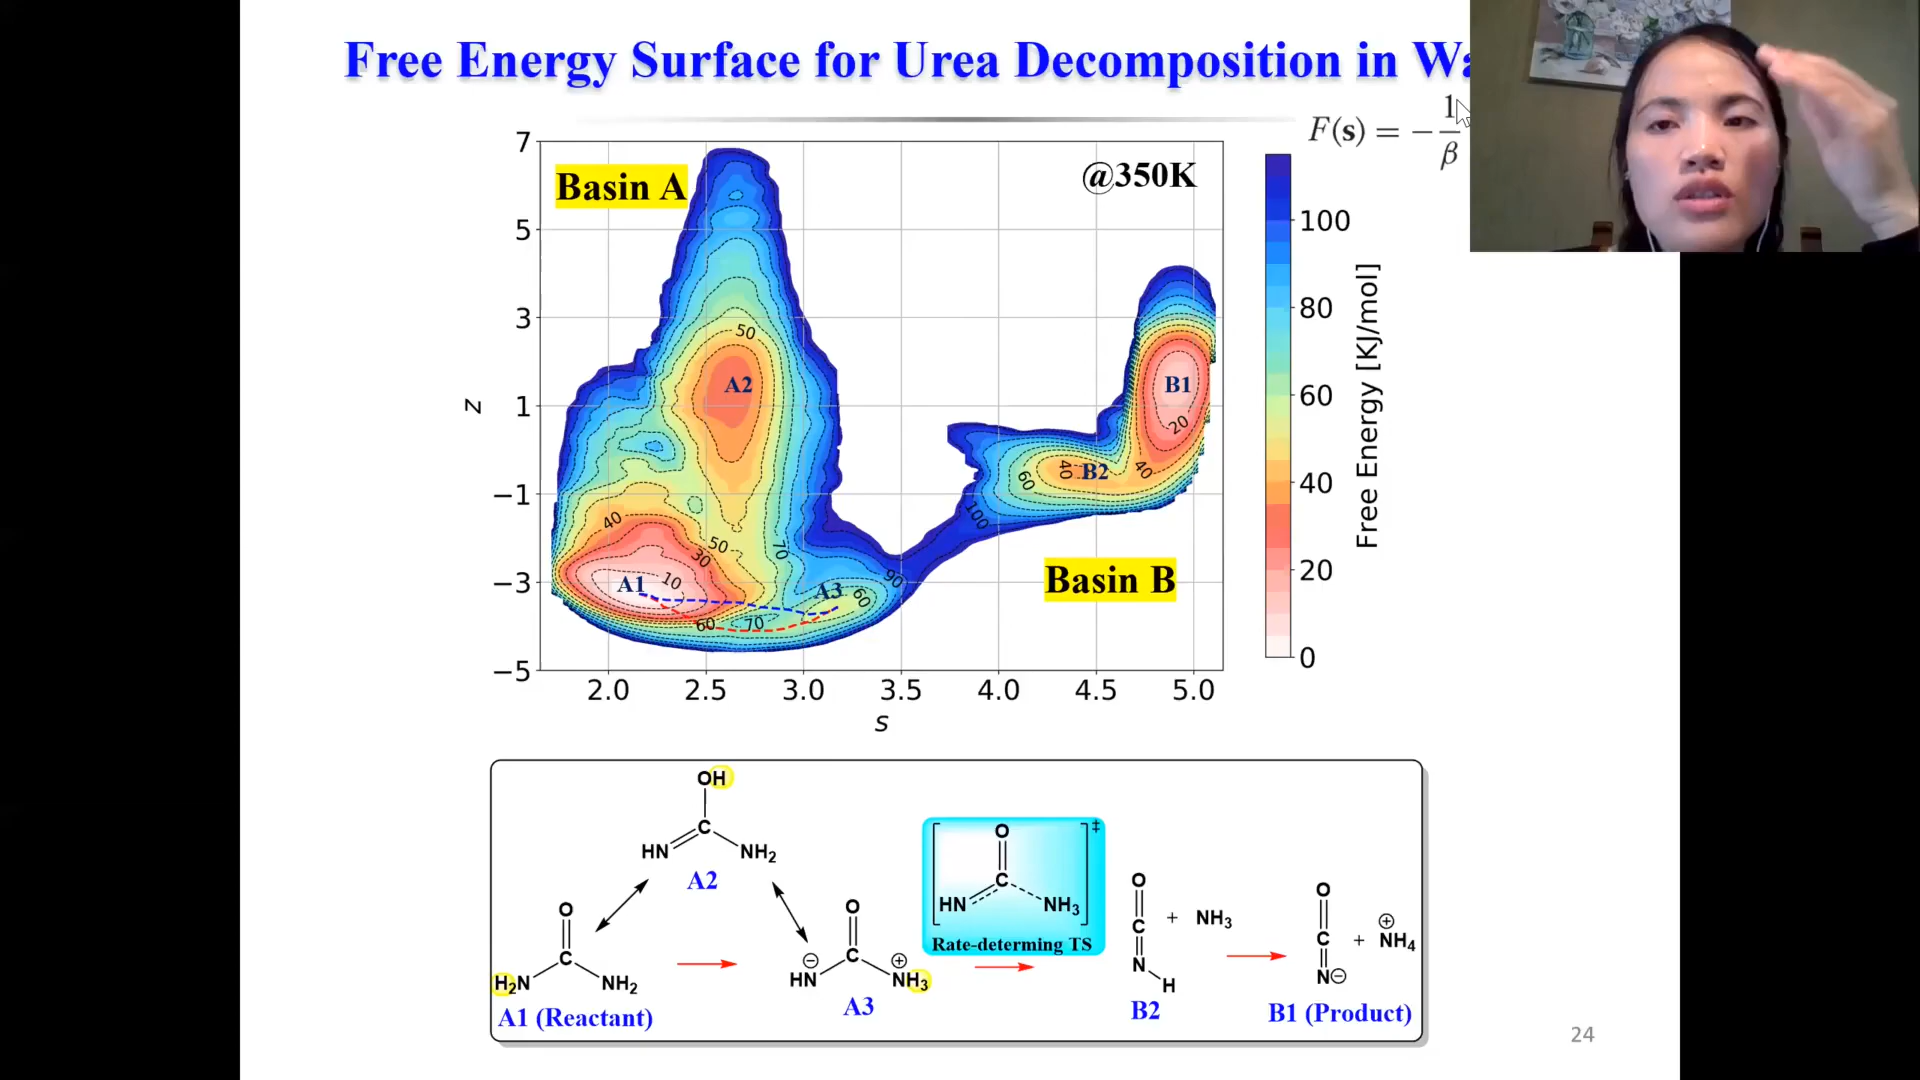 Free Energy Surface for Urea Decomposition in
F(s) = − 1/β
Basin A
@350K
7
5
3
1
−1
−3
−5
z
50
A2
40
50
30
70
A1
10
A3
90
60
60
70
100
60
40
B2
40
B1
20
Basin B
2.0 2.5 3.0 3.5 4.0 4.5 5.0
s
100
80
60
40
20
0
Free Energy [KJ/mol]
OH
C
HN NH₂
A2
O
C
H₂N NH₂
A1 (Reactant)
O
C
⊖ ⊕
HN NH₃
A3
O ‡
C
HN NH₃
Rate-determing TS
O
C + NH₃
N
H
B2
O
C + ⊕NH₄
N⊖
B1 (Product)
24